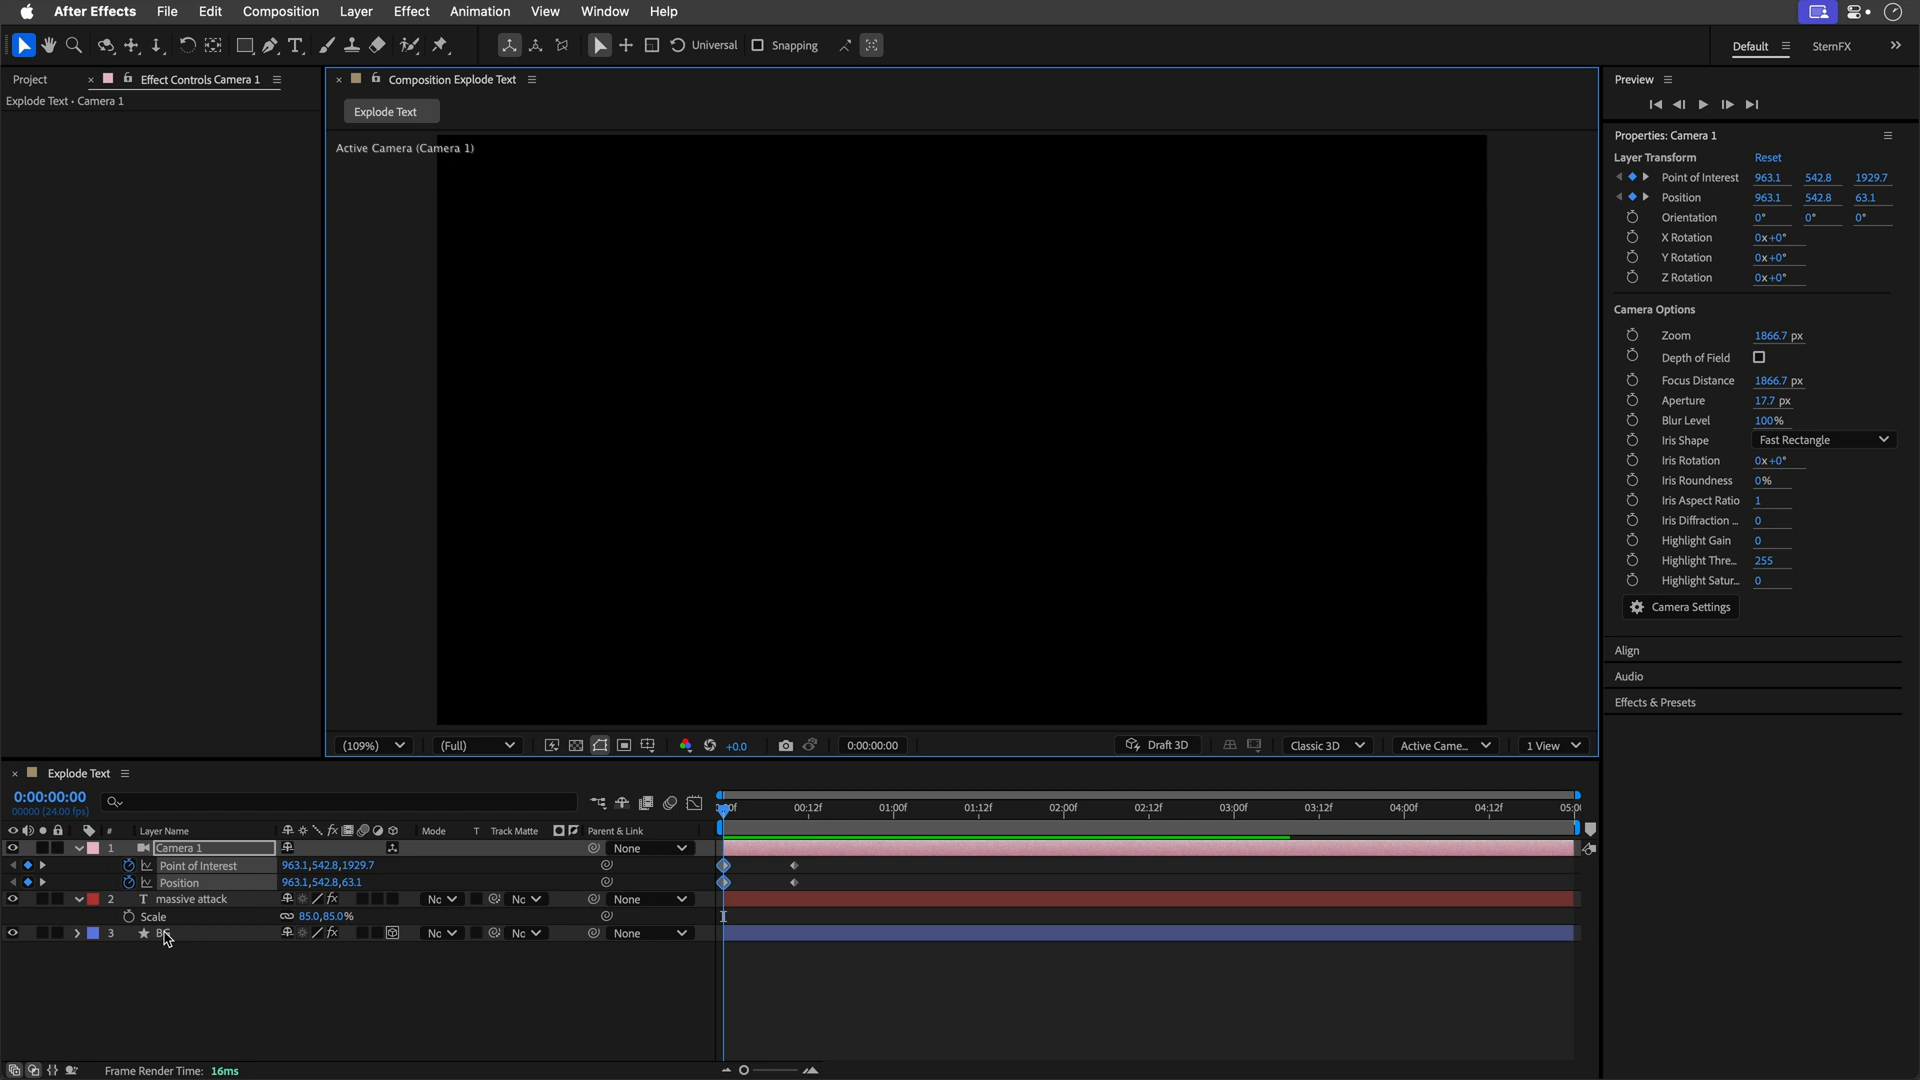 After Effects File Edit Composition Layer Effect Animation View Window Help
Universal Snapping Default SternFX
Project Effect Controls Camera 1
Explode Text • Camera 1
Composition Explode Text
Explode Text
Active Camera (Camera 1)
(109%) (Full) +0.0 0:00:00:00 Draft 3D Classic 3D Active Came... 1 View
Preview
Properties: Camera 1
Layer Transform Reset
Point of Interest 963.1 542.8 1929.7
Position 963.1 542.8 63.1
Orientation 0° 0° 0°
X Rotation 0x+0°
Y Rotation 0x+0°
Z Rotation 0x+0°
Camera Options
Zoom 1866.7 px
Depth of Field
Focus Distance 1866.7 px
Aperture 17.7 px
Blur Level 100%
Iris Shape Fast Rectangle
Iris Rotation 0x+0°
Iris Roundness 0%
Iris Aspect Ratio 1
Iris Diffraction ... 0
Highlight Gain 0
Highlight Thre... 255
Highlight Satur... 0
Camera Settings
Align
Audio
Effects & Presets
Explode Text
0:00:00:00
00000 (24.00 fps)
00:12f 01:00f 01:12f 02:00f 02:12f 03:00f 03:12f 04:00f 04:12f
# Layer Name Mode T Track Matte Parent & Link
1 Camera 1 None
Point of Interest 963.1,542.8,1929.7
Position 963.1,542.8,63.1
2 T massive attack fx Nc Nc None
Scale 85.0,85.0%
3 fx Nc Nc None
Frame Render Time: 16ms